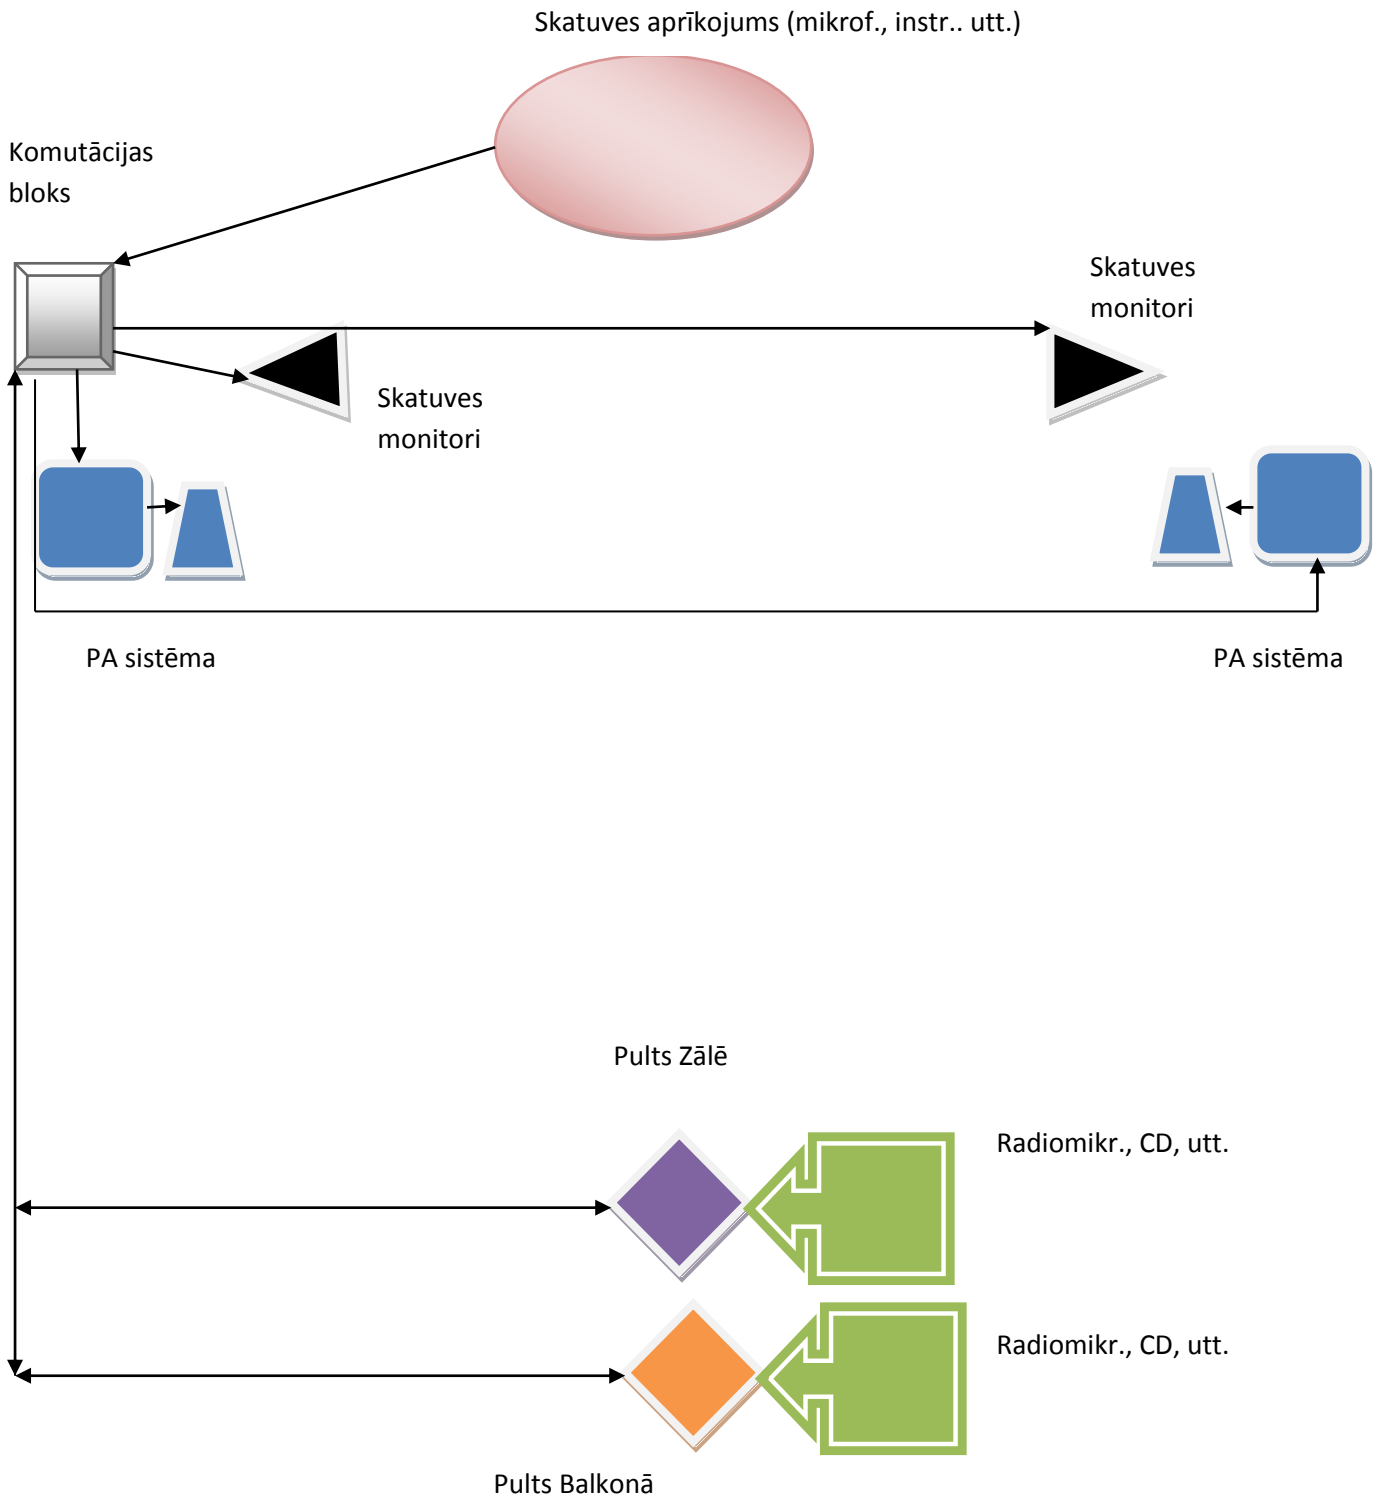 Skatuves aprīkojums (mikrof., instr.. utt.)
Komutācijas
bloks
Skatuves
monitori
Skatuves
monitori
PA sistēma
PA sistēma
Pults Zālē
Radiomikr., CD, utt.
Radiomikr., CD, utt.
Pults Balkonā